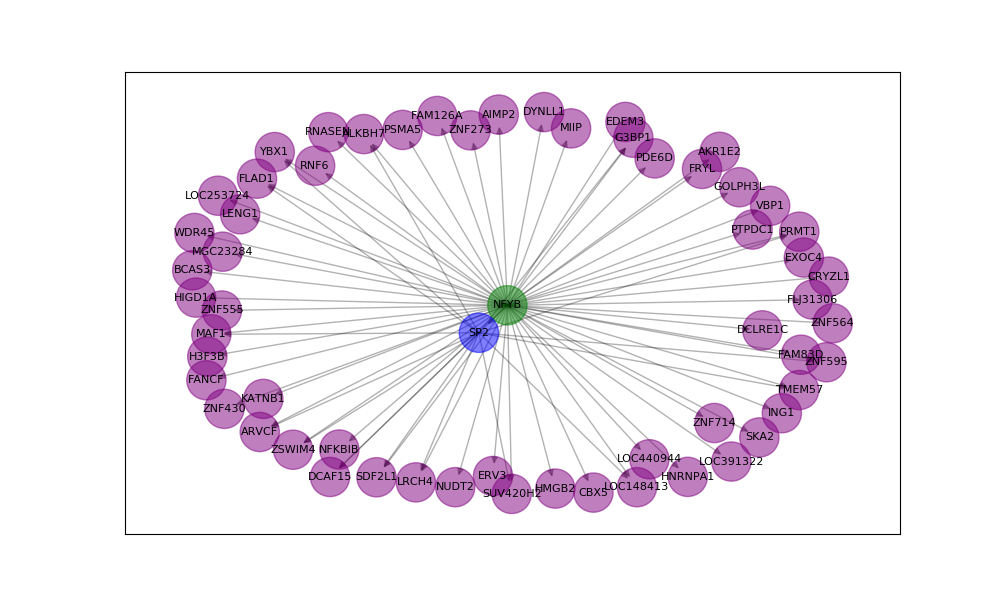 DYNLL1
AIMP2
FAM126A
EDEM3
MIIP
ZNF273
PSMA5
RNASEN
ALKBH7
G3BP1
YBX1
AKR1E2
PDE6D
RNF6
FRYL
FLAD1
GOLPH3L
LOC253724
VBP1
LENG1
PTPDC1
PRMT1
WDR45
MGC23284
EXOC4
BCAS3
CRYZL1
HIGD1A
FLJ31306
NFYB
ZNF555
ZNF564
DCLRE1C
SP2
MAF1
H3F3B
FAM83D
ZNF595
FANCF
TMEM57
KATNB1
ZNF430
ING1
ZNF714
ARVCF
SKA2
ZSWIM4
NFKBIB
LOC440944
LOC391322
DCAF15
SDF2L1
ERV3
HNRNPA1
LRCH4
NUDT2
LOC148413
HMGB2
CBX5
SUV420H2